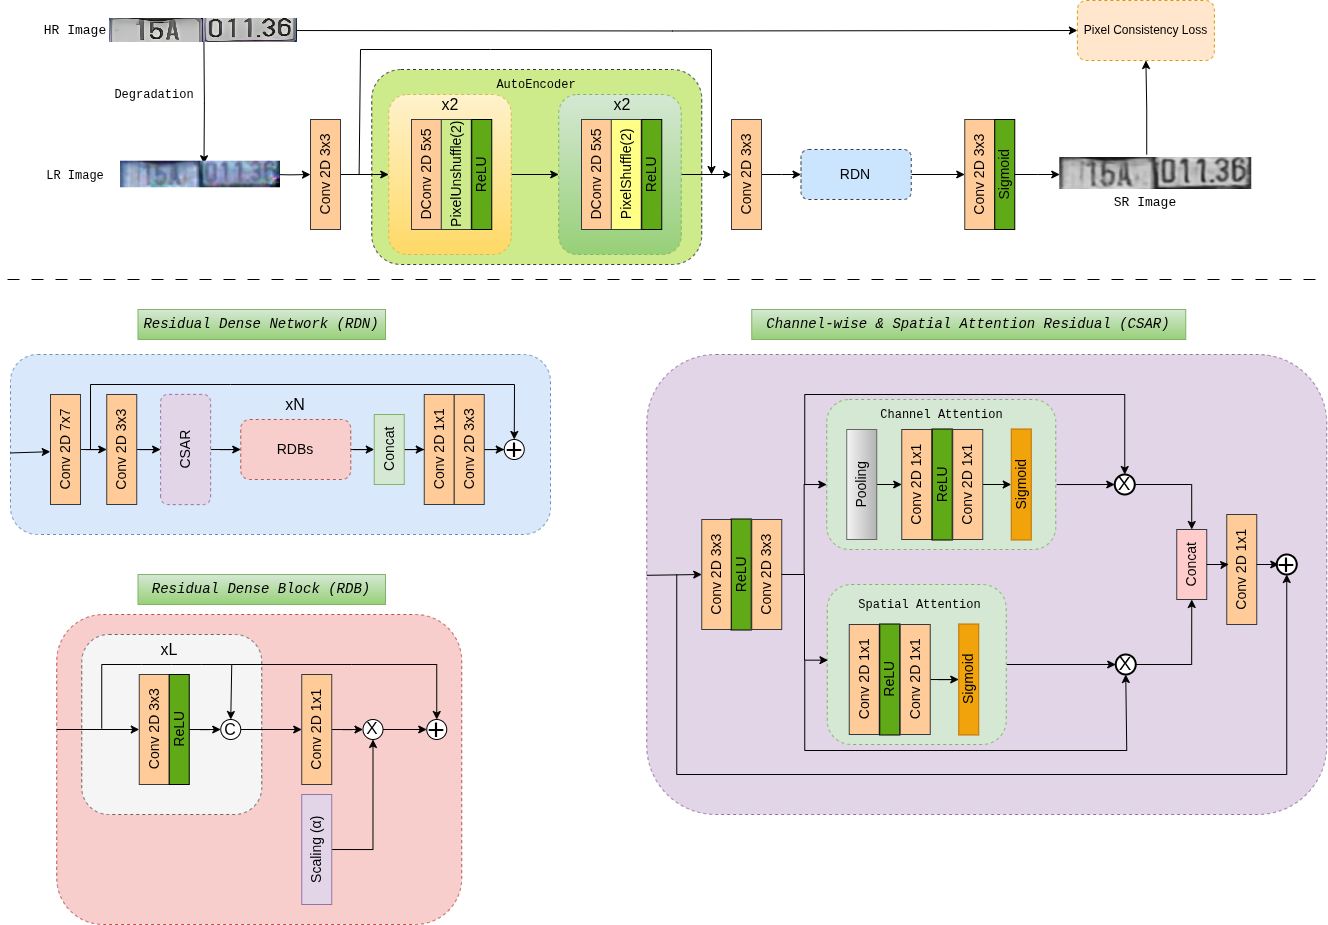 HR Image
15A 011.36
Pixel Consistency Loss
Degradation
AutoEncoder
x2
x2
Conv 2D 3x3
DConv 2D 5x5
PixelUnshuffle(2)
ReLU
DConv 2D 5x5
PixelShuffle(2)
ReLU
Conv 2D 3x3
RDN
Conv 2D 3x3
Sigmoid
LR Image
15A 011.36
15A 011.36
SR Image
Residual Dense Network (RDN)
xN
Conv 2D 7x7
Conv 2D 3x3
CSAR
RDBs
Concat
Conv 2D 1x1
Conv 2D 3x3
Residual Dense Block (RDB)
xL
Conv 2D 3x3
ReLU
C
Conv 2D 1x1
X
Scaling (α)
Channel-wise & Spatial Attention Residual (CSAR)
Channel Attention
Pooling
Conv 2D 1x1
ReLU
Conv 2D 1x1
Sigmoid
X
Conv 2D 3x3
ReLU
Conv 2D 3x3
Concat
Conv 2D 1x1
Spatial Attention
Conv 2D 1x1
ReLU
Conv 2D 1x1
Sigmoid
X